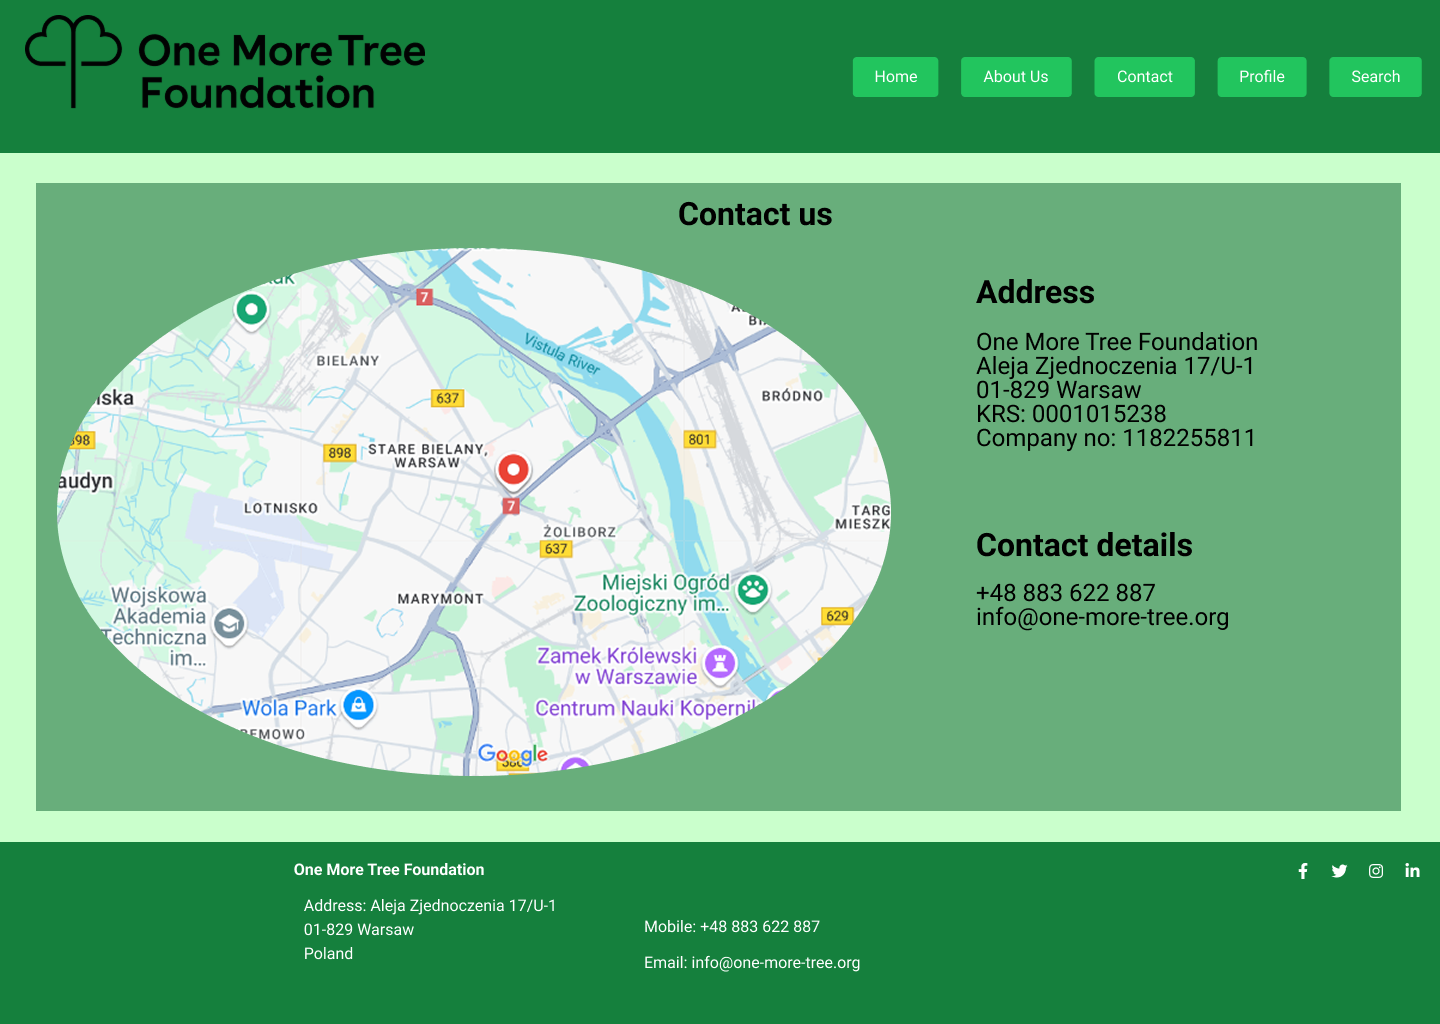 One More Tree
Foundation
Home
About Us
Contact
Profile
Search
Contact us
7
BIELANY
Vistula River
637
BRÓDNO
898
801
898
STARE BIELANY,
WARSAW
audyn
LOTNISKO
7
TARG
MIESZK
ŻOLIBORZ
637
Miejski Ogród
Zoologiczny im...
Wojskowa
Akademia
Techniczna
im...
MARYMONT
629
Zamek Królewski
w Warszawie
Wola Park
Centrum Nauki Kopernik
Google
Address
One More Tree Foundation
Aleja Zjednoczenia 17/U-1
01-829 Warsaw
KRS: 0001015238
Company no: 1182255811
Contact details
+48 883 622 887
info@one-more-tree.org
One More Tree Foundation
Address: Aleja Zjednoczenia 17/U-1
01-829 Warsaw
Poland
Mobile: +48 883 622 887
Email: info@one-more-tree.org